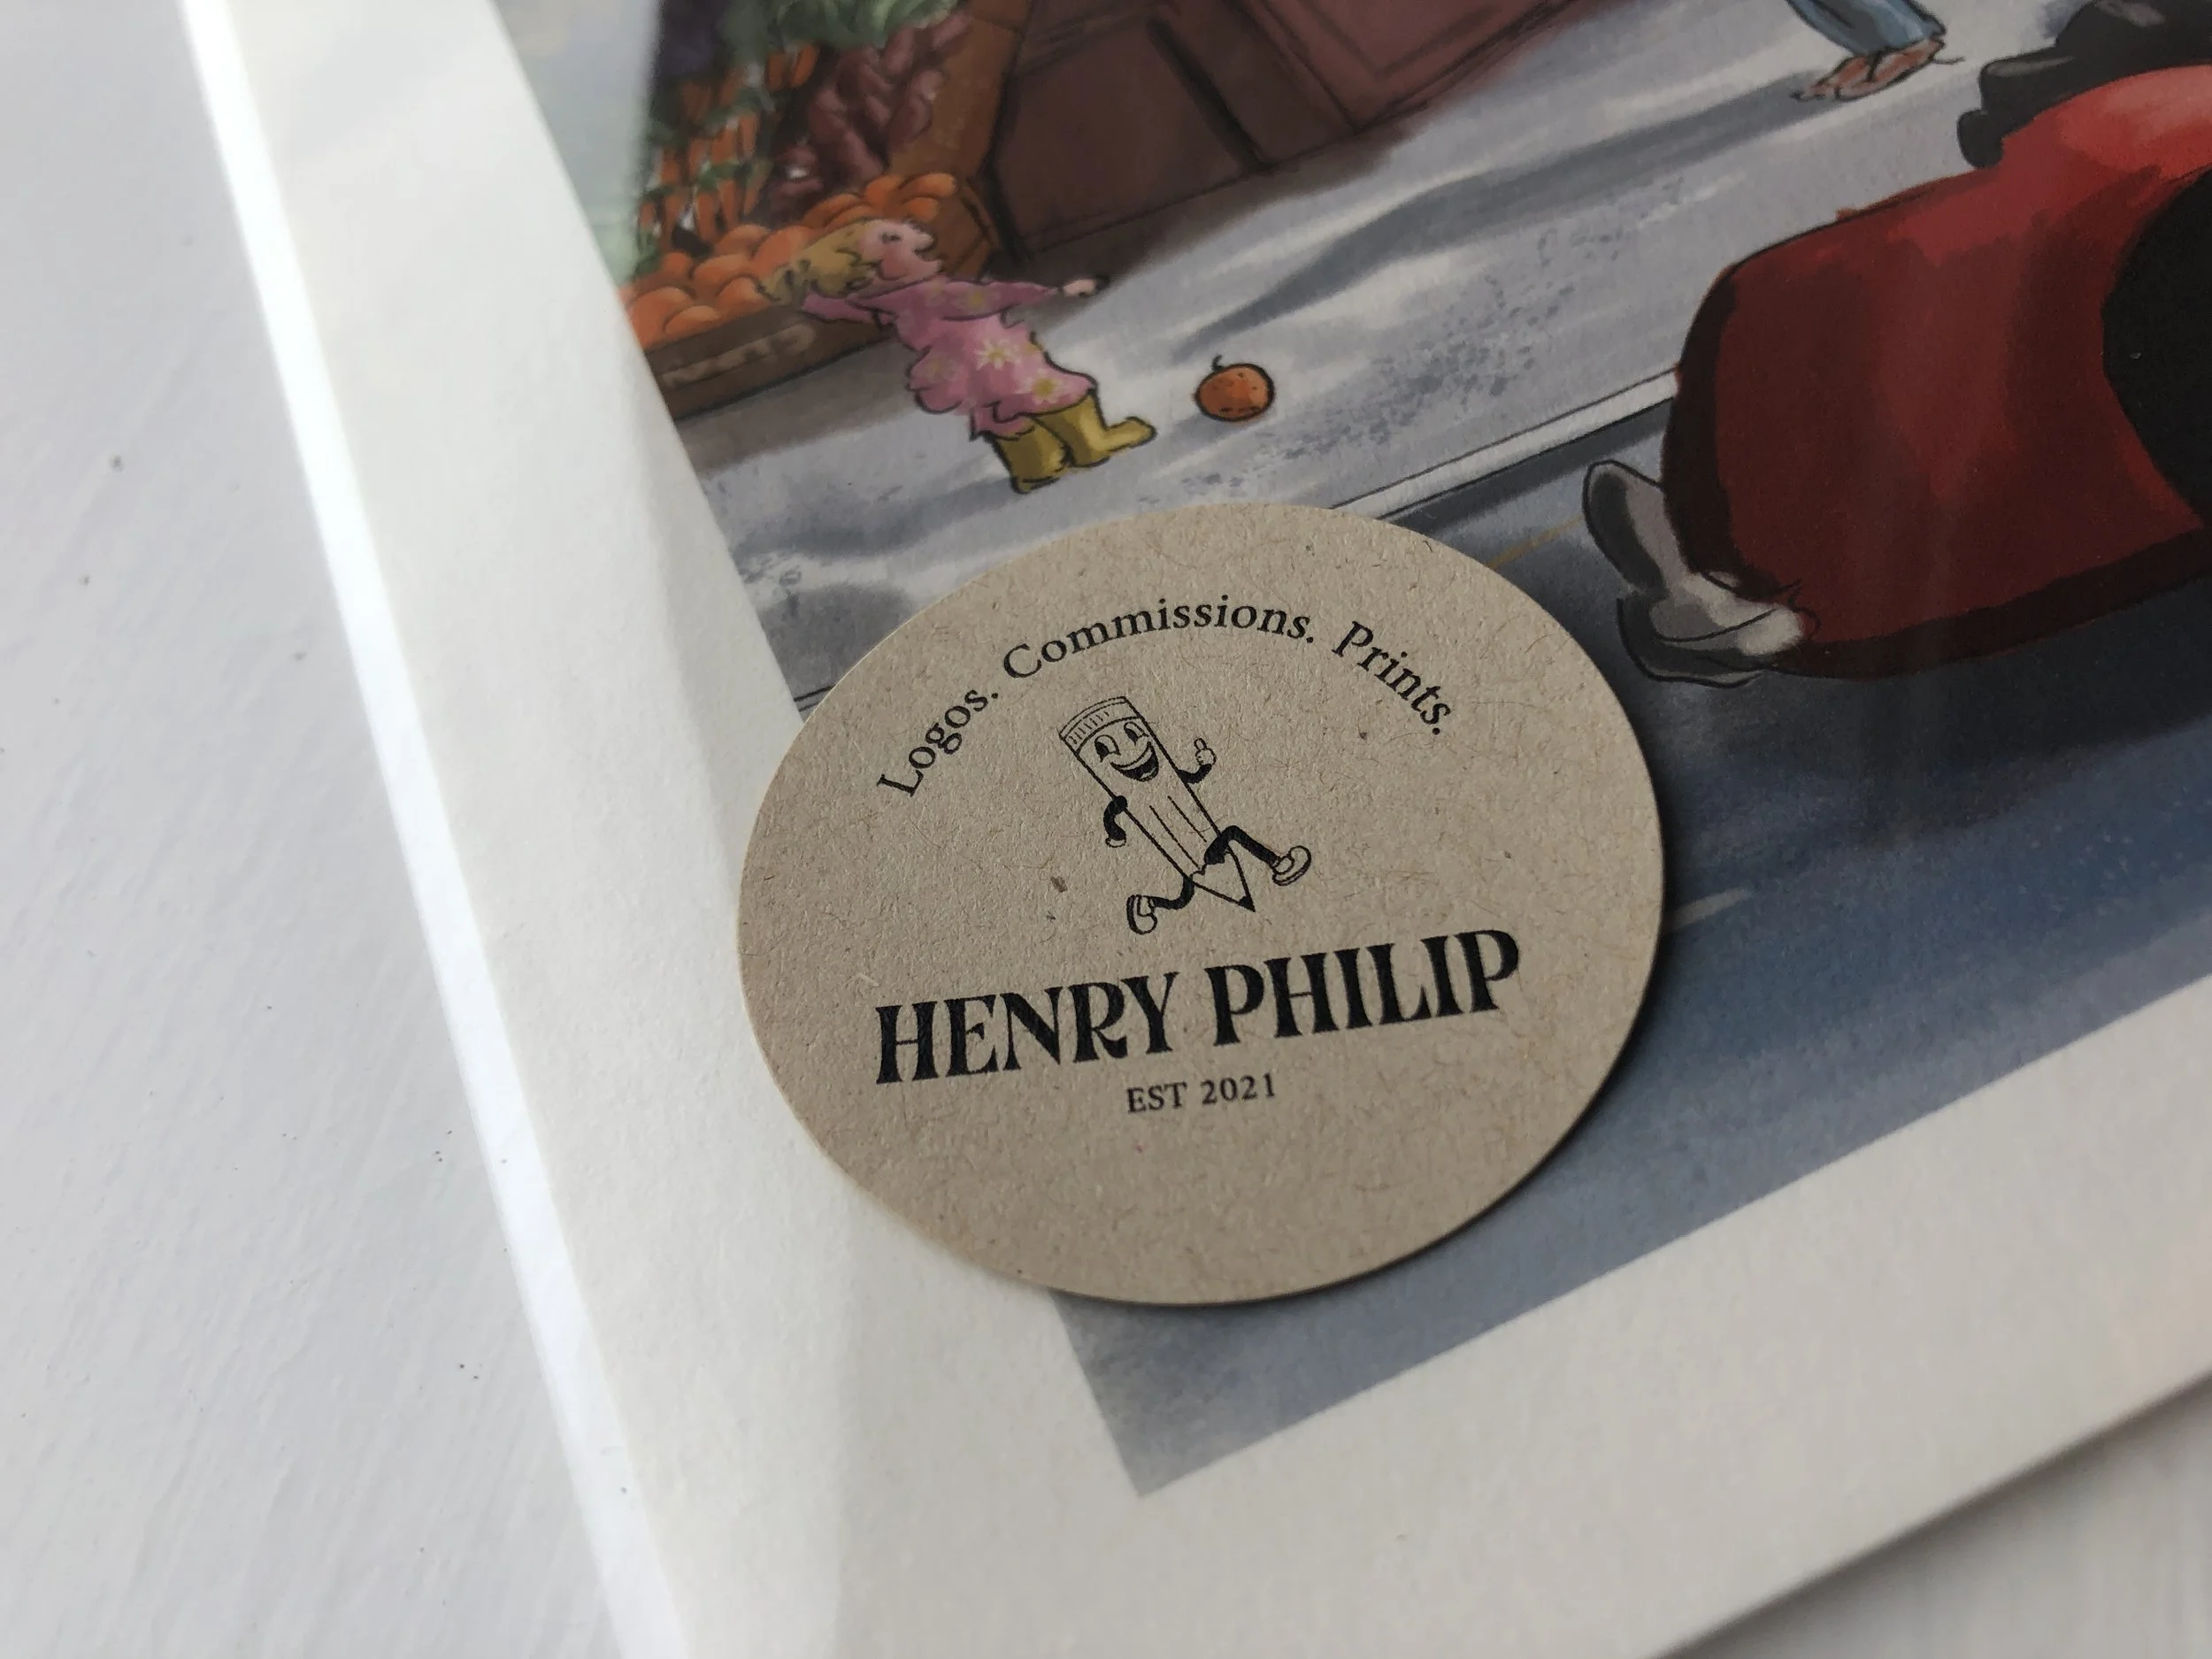 Logos. Commissions. Prints.
HENRY PHILIP
EST 2021